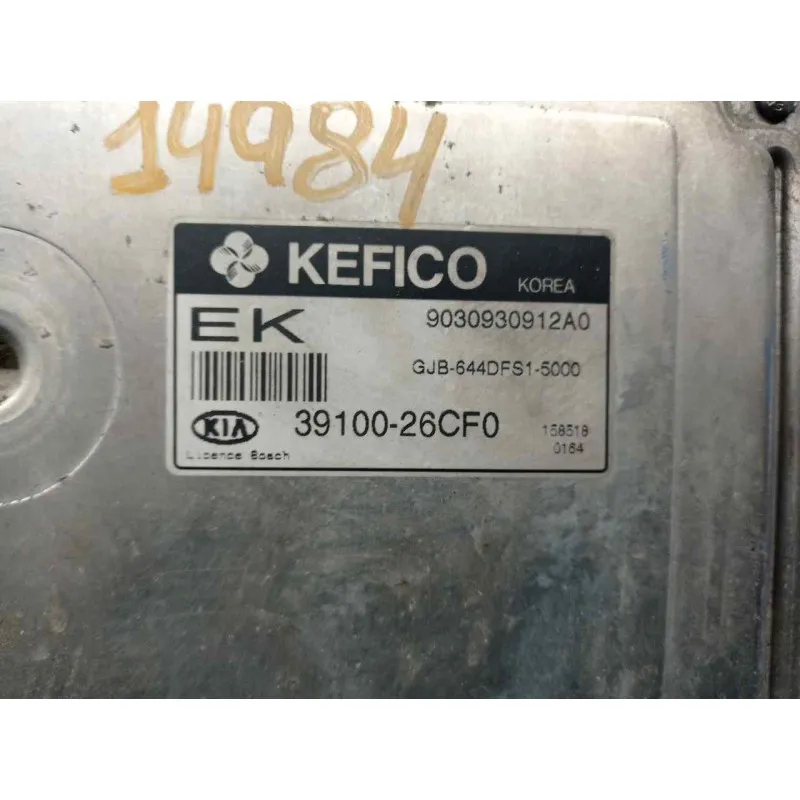 14984
KEFICO KOREA
EK 9030930912A0
GJB-644DFS1-5000
KIA 39100-26CF0 158518
Licence Bosch 0164